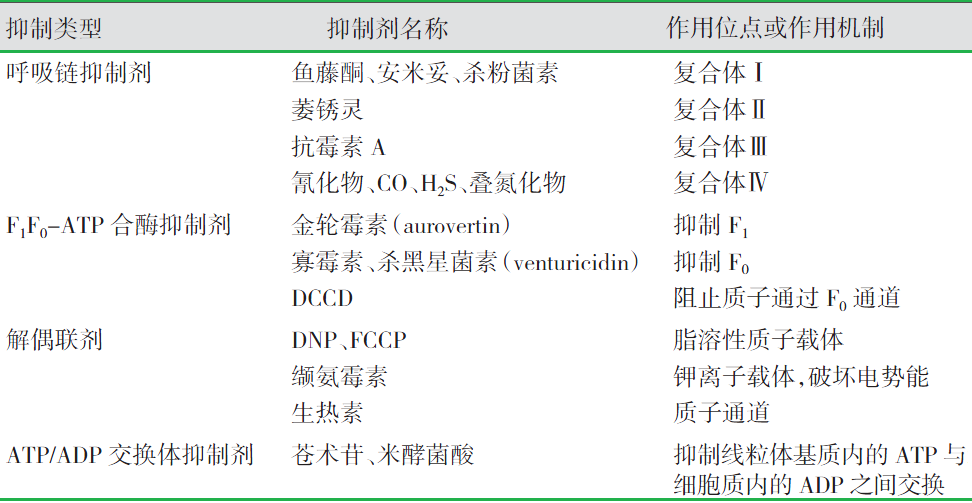 抑制类型 抑制剂名称 作用位点或作用机制
呼吸链抑制剂 鱼藤酮、安米妥、杀粉菌素 复合体Ⅰ
萎锈灵 复合体Ⅱ
抗霉素 A 复合体Ⅲ
氰化物、CO、H₂S、叠氮化物 复合体Ⅳ
F₁F₀–ATP 合酶抑制剂 金轮霉素(aurovertin) 抑制 F₁
寡霉素、杀黑星菌素(venturicidin) 抑制 F₀
DCCD 阻止质子通过 F₀ 通道
解偶联剂 DNP、FCCP 脂溶性质子载体
缬氨霉素 钾离子载体,破坏电势能
生热素 质子通道
ATP/ADP 交换体抑制剂 苍术苷、米酵菌酸 抑制线粒体基质内的 ATP 与
细胞质内的 ADP 之间交换